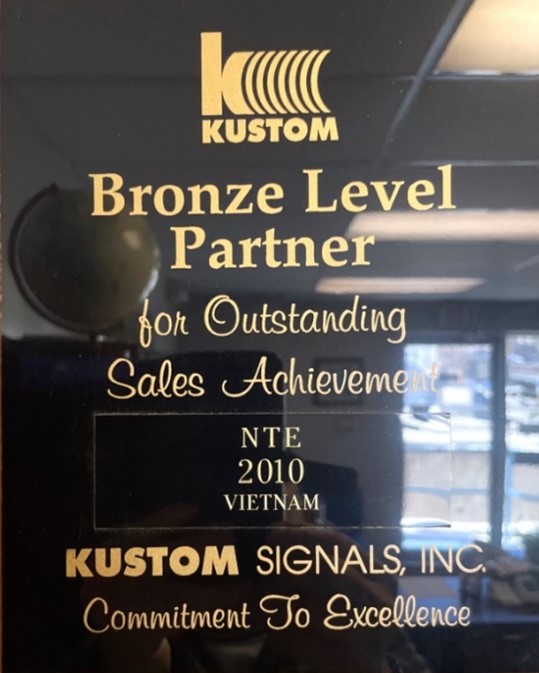 KUSTOM
Bronze Level
Partner
for Outstanding
Sales Achievement
NTE
2010
VIETNAM
KUSTOM SIGNALS, INC.
Commitment To Excellence